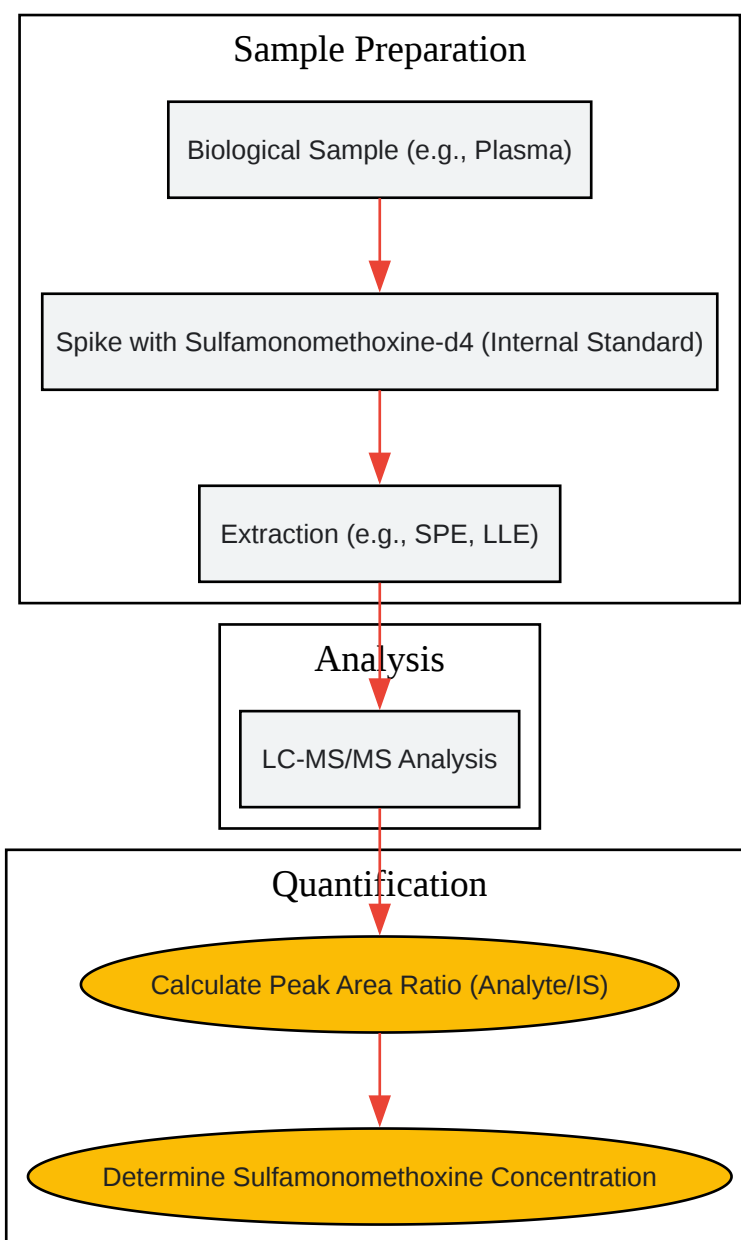 Sample Preparation
Biological Sample (e.g., Plasma)
Spike with Sulfamonomethoxine-d4 (Internal Standard)
Extraction (e.g., SPE, LLE)
Analysis
LC-MS/MS Analysis
Quantification
Calculate Peak Area Ratio (Analyte/IS)
Determine Sulfamonomethoxine Concentration